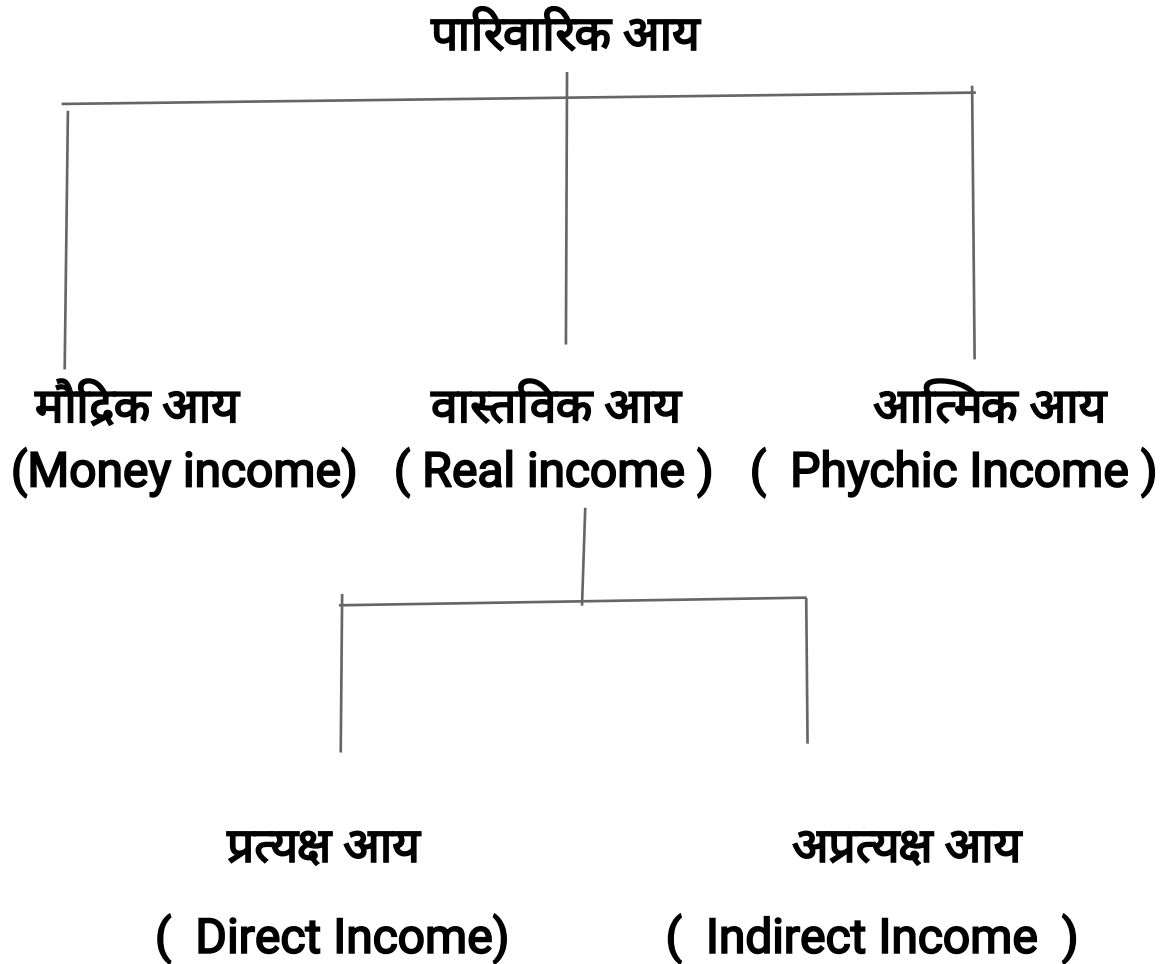 पारिवारिक आय
मौद्रिक आय वास्तविक आय आत्मिक आय
(Money income) ( Real income ) ( Phychic Income )
प्रत्यक्ष आय अप्रत्यक्ष आय
( Direct Income) ( Indirect Income )